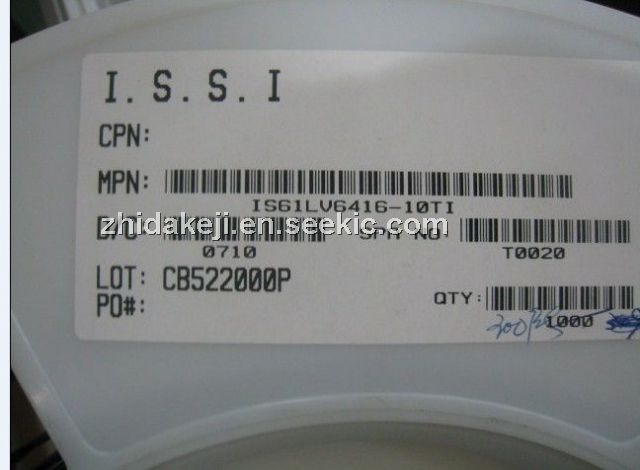 I.S.S.I
CPN:
MPN:
IS61LV6416-10TI
zhidakeji.en.seekic.com
D/C
0710
T0020
LOT: CB522000P
QTY:
PO#:
1000